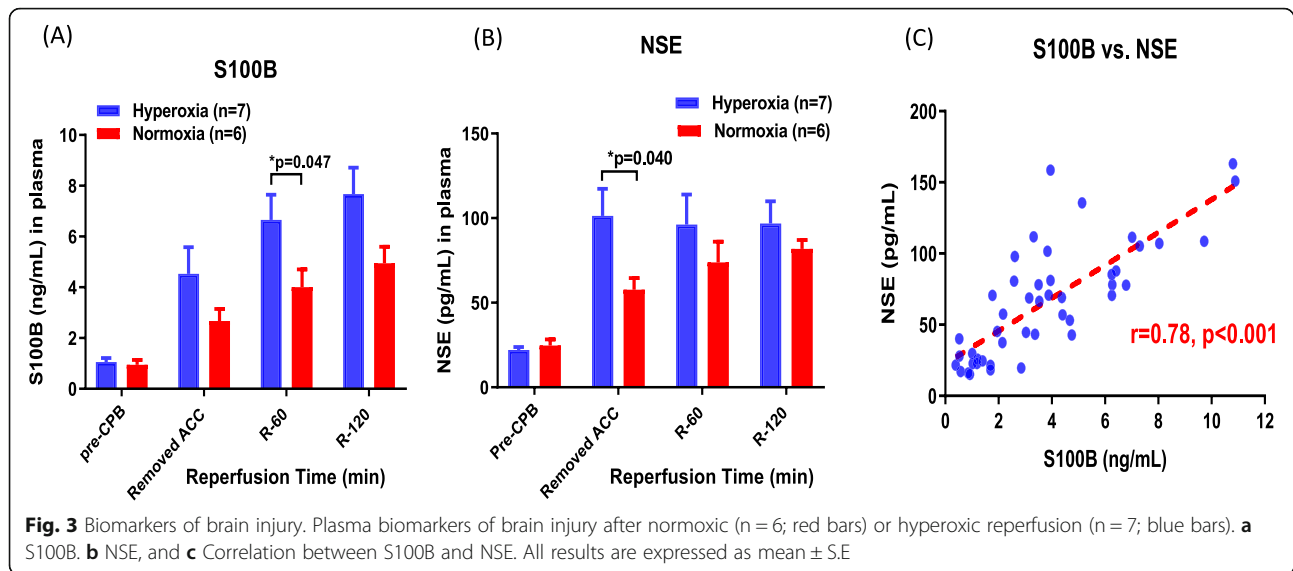 (A)
S100B
Hyperoxia (n=7)
Normoxia (n=6)
S100B (ng/mL) in plasma
10
8
6
4
2
0
*p=0.047
pre-CPB
Removed ACC
R-60
R-120
Reperfusion Time (min)
(B)
NSE
Hyperoxia (n=7)
Normoxia (n=6)
NSE (pg/mL) in plasma
150
100
50
0
*p=0.040
Pre-CPB
Removed ACC
R-60
R-120
Reperfusion Time (min)
(C)
S100B vs. NSE
NSE (pg/mL)
200
150
100
50
0
r=0.78, p<0.001
0 2 4 6 8 10 12
S100B (ng/mL)
Fig. 3 Biomarkers of brain injury. Plasma biomarkers of brain injury after normoxic (n = 6; red bars) or hyperoxic reperfusion (n = 7; blue bars). a
S100B. b NSE, and c Correlation between S100B and NSE. All results are expressed as mean ± S.E